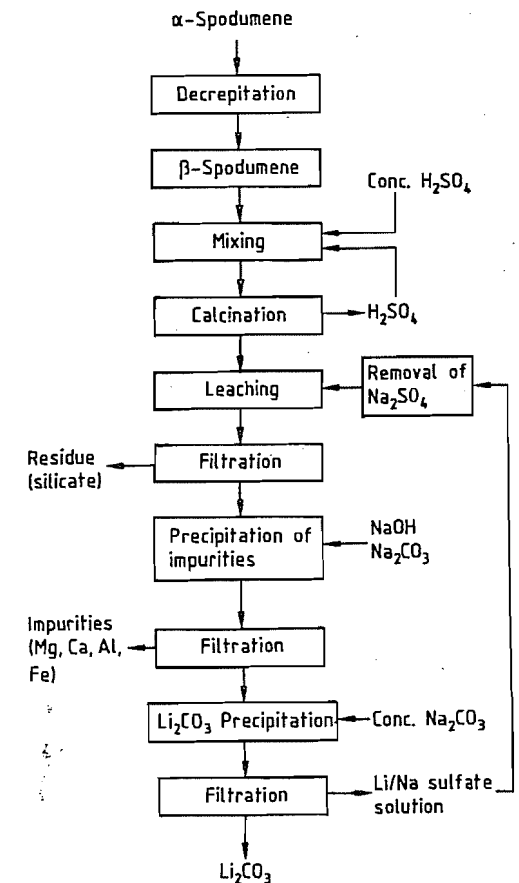 α-Spodumene
Decrepitation
β-Spodumene
Conc. H₂SO₄
Mixing
Calcination
H₂SO₄
Leaching
Removal of
Na₂SO₄
Residue
(silicate)
Filtration
Precipitation of
impurities
NaOH
Na₂CO₃
Impurities
(Mg, Ca, Al,
Fe)
Filtration
Li₂CO₃ Precipitation
Conc. Na₂CO₃
Filtration
Li/Na sulfate
solution
Li₂CO₃